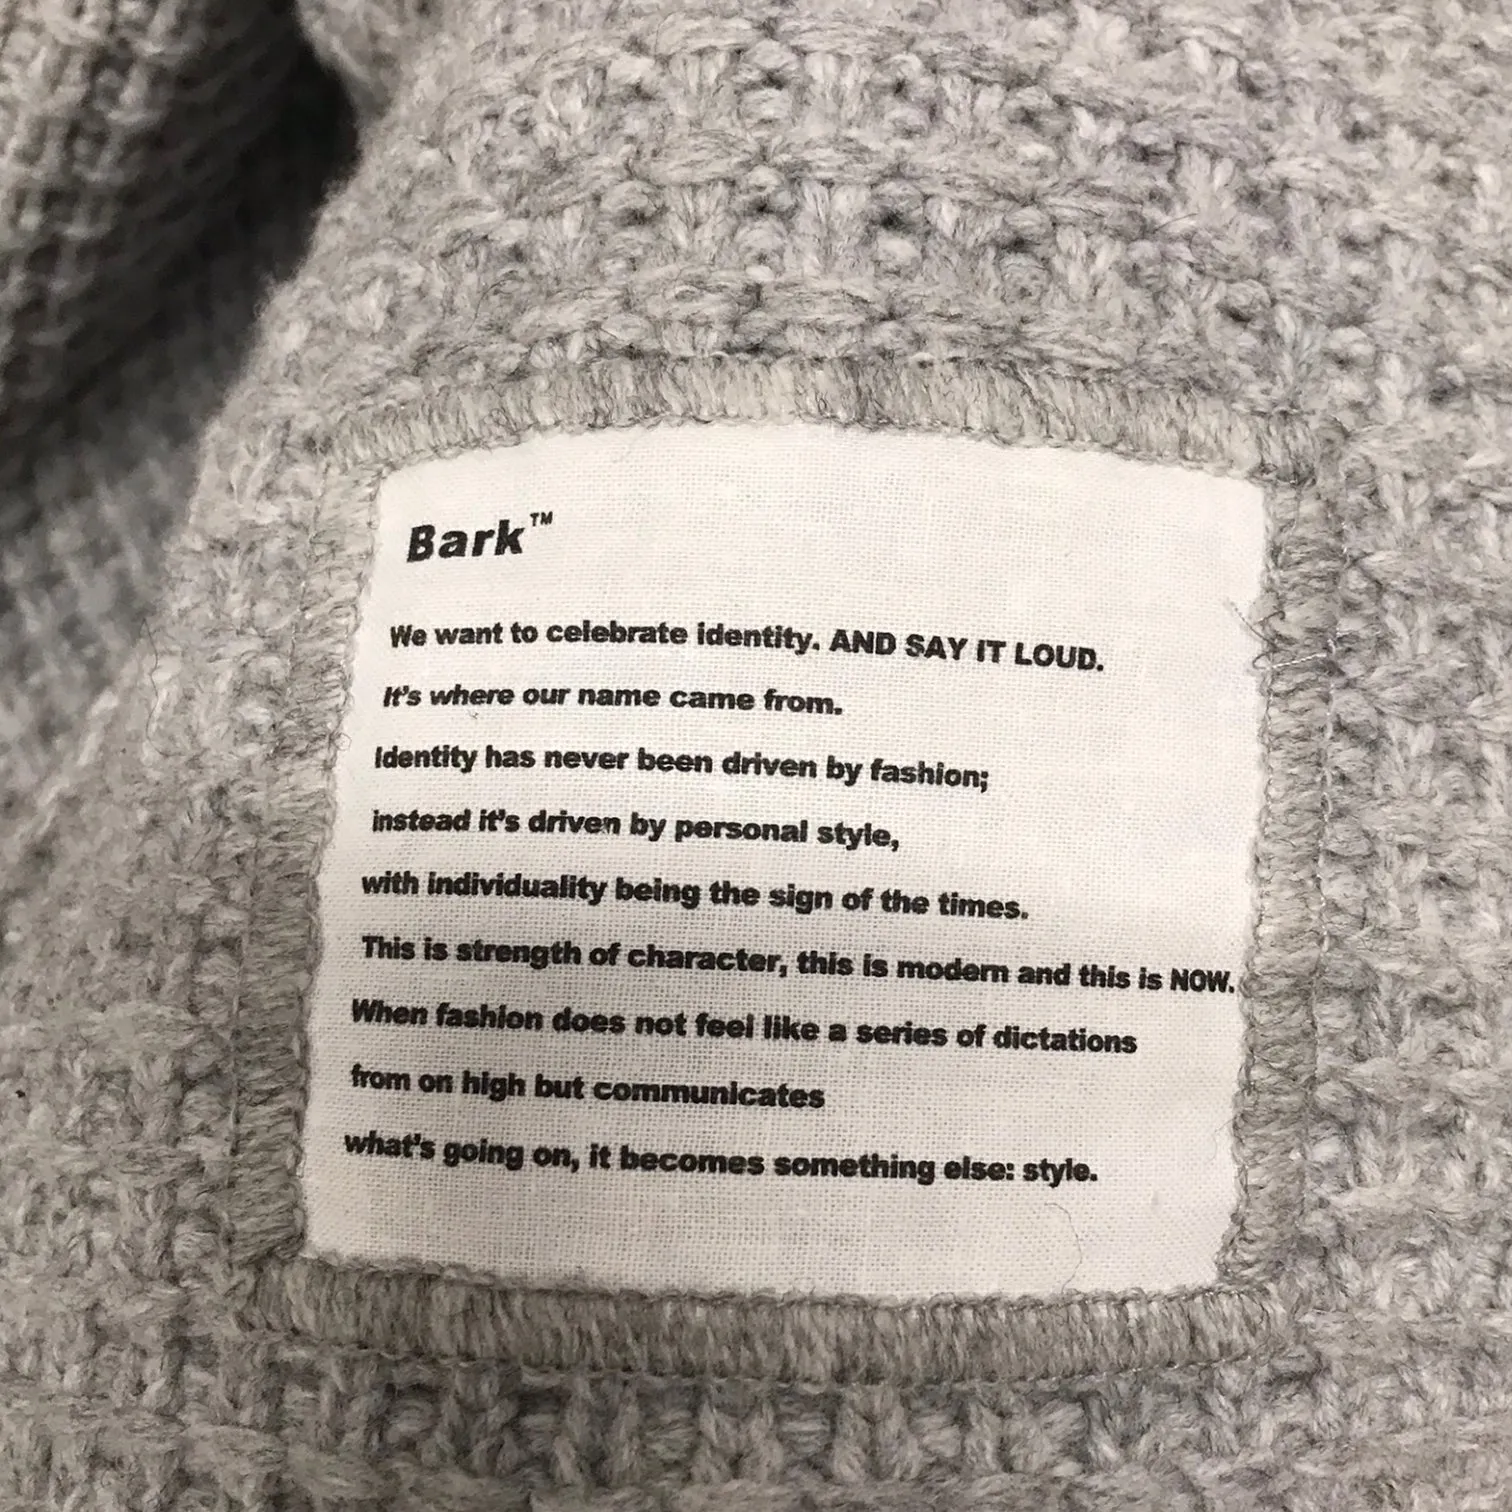 Bark™
We want to celebrate identity. AND SAY IT LOUD.
It's where our name came from.
Identity has never been driven by fashion;
instead it's driven by personal style,
with individuality being the sign of the times.
This is strength of character, this is modern and this is NOW.
When fashion does not feel like a series of dictations
from on high but communicates
what's going on, it becomes something else: style.